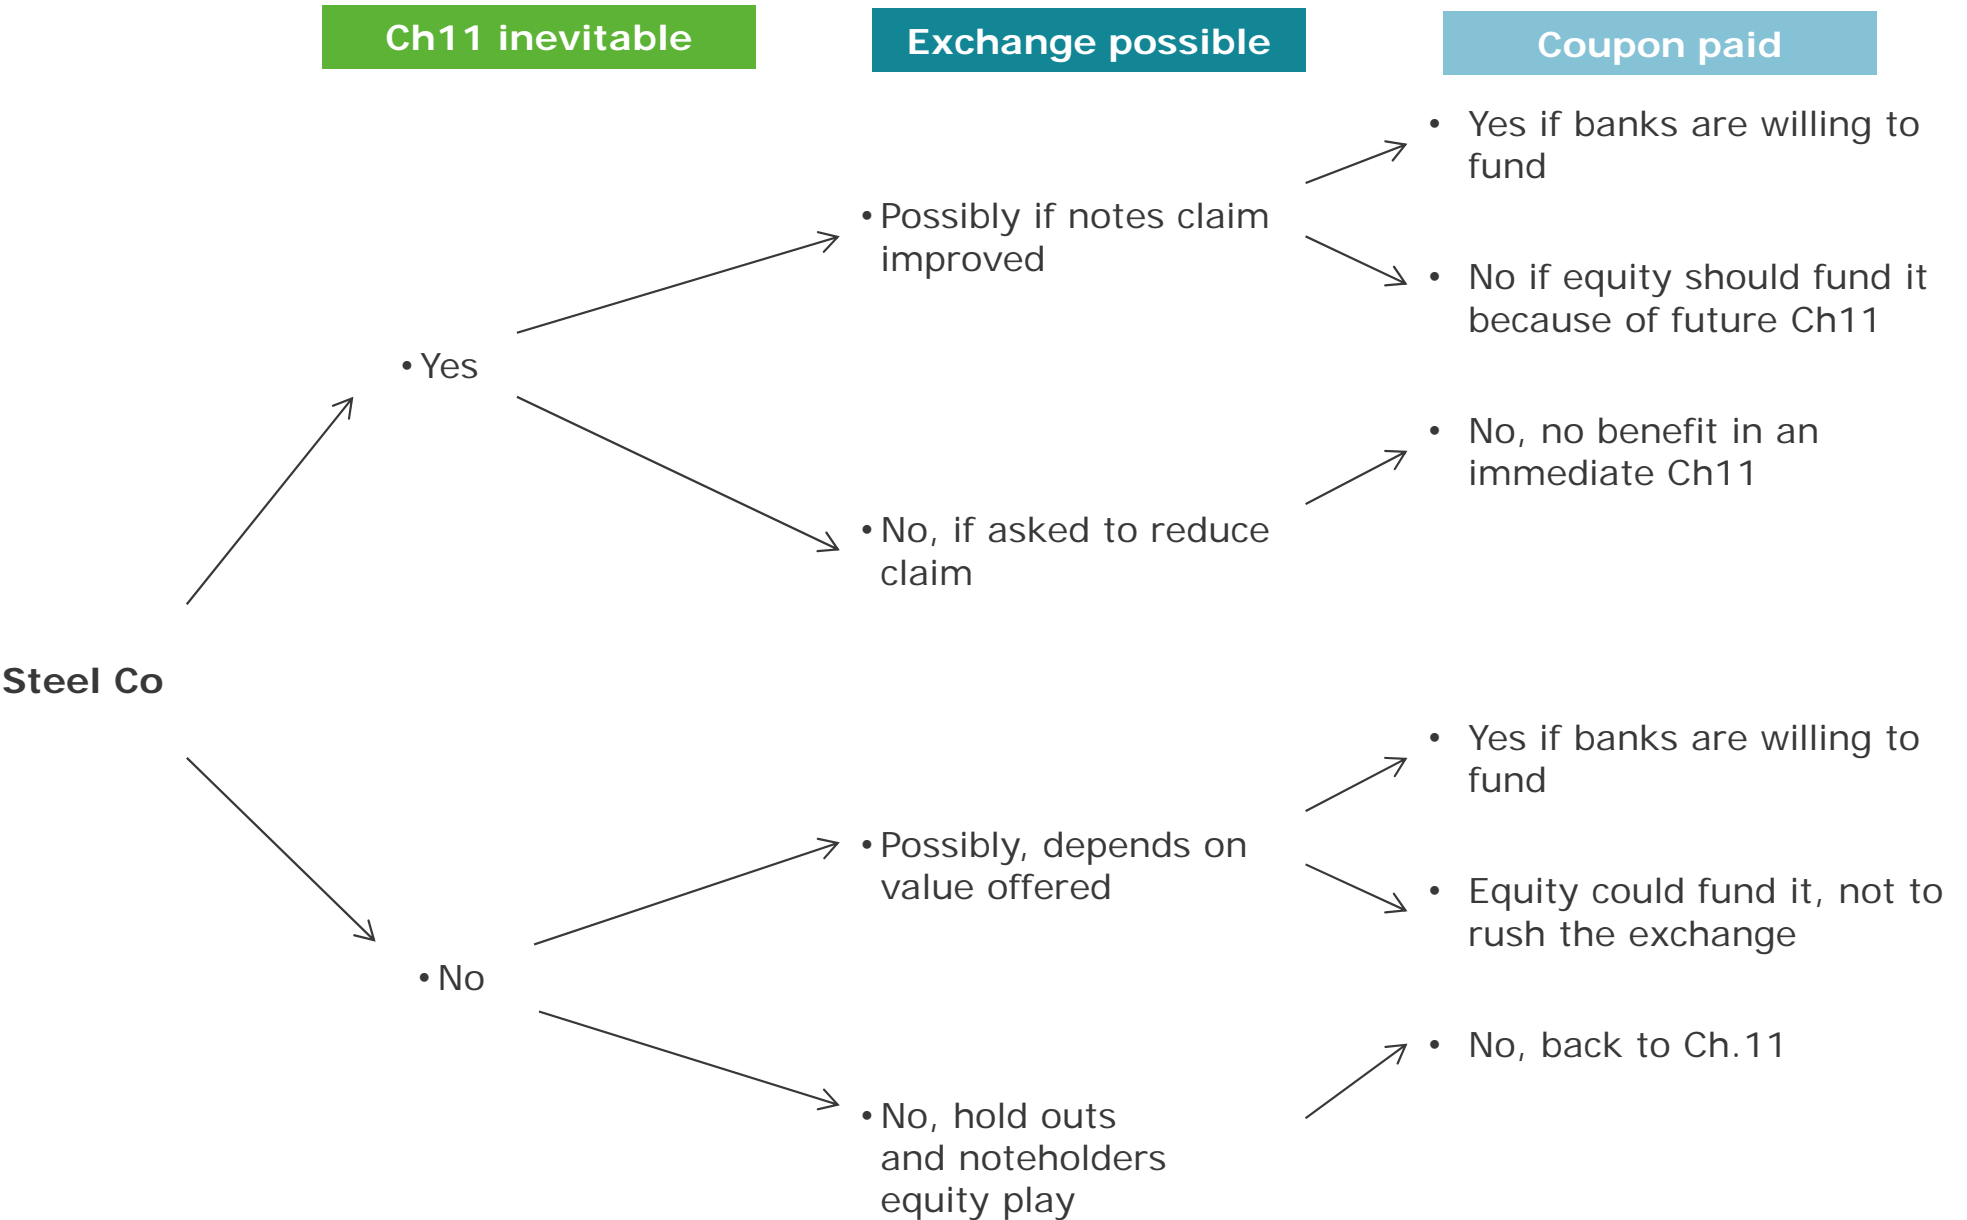 Ch11 inevitable
Exchange possible
Coupon paid
• Yes if banks are willing to
fund
• Possibly if notes claim
improved
• No if equity should fund it
because of future Ch11
• Yes
• No, no benefit in an
immediate Ch11
• No, if asked to reduce
claim
Steel Co
• Yes if banks are willing to
fund
• Possibly, depends on
value offered
• Equity could fund it, not to
rush the exchange
• No
• No, back to Ch.11
• No, hold outs
and noteholders
equity play